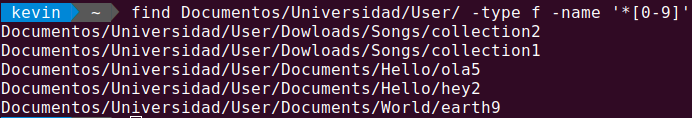 kevin ~ find Documentos/Universidad/User/ -type f -name '*[0-9]'
Documentos/Universidad/User/Dowloads/Songs/collection2
Documentos/Universidad/User/Dowloads/Songs/collection1
Documentos/Universidad/User/Documents/Hello/ola5
Documentos/Universidad/User/Documents/Hello/hey2
Documentos/Universidad/User/Documents/World/earth9